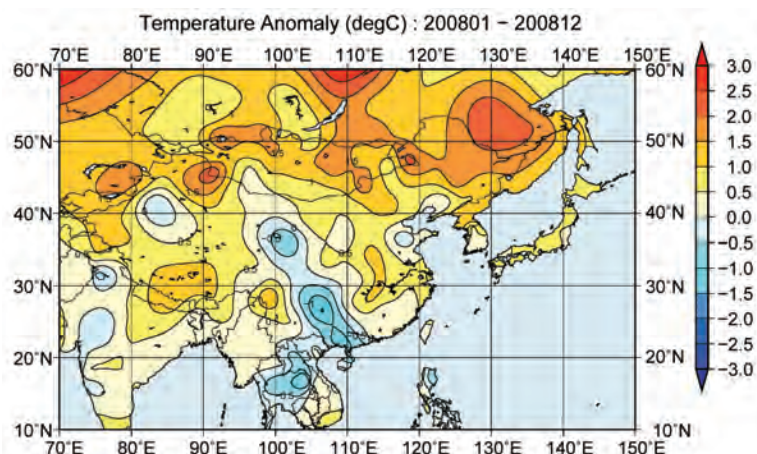 Temperature Anomaly (degC) : 200801 − 200812
70˚E 80˚E 90˚E 100˚E 110˚E 120˚E 130˚E 140˚E 150˚E
60˚N 60˚N
50˚N 50˚N
40˚N 40˚N
30˚N 30˚N
20˚N 20˚N
10˚N 10˚N
70˚E 80˚E 90˚E 100˚E 110˚E 120˚E 130˚E 140˚E 150˚E
3.0
2.5
2.0
1.5
1.0
0.5
0.0
−0.5
−1.0
−1.5
−2.0
−2.5
−3.0